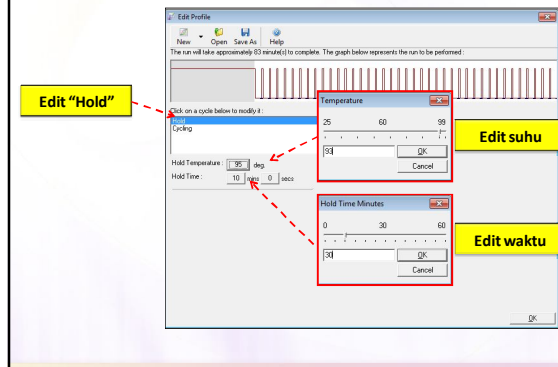 Edit Profile
New Open Save As Help
The run will take approximately 83 minute(s) to complete. The graph below represents the run to be performed :
Click on a cycle below to modify it :
Hold
Cycling
Hold Temperature : 95 deg.
Hold Time : 10 mins 0 secs
Edit “Hold”
Temperature
25 60 99
93
OK
Cancel
Edit suhu
Hold Time Minutes
0 30 60
30
OK
Cancel
Edit waktu
OK